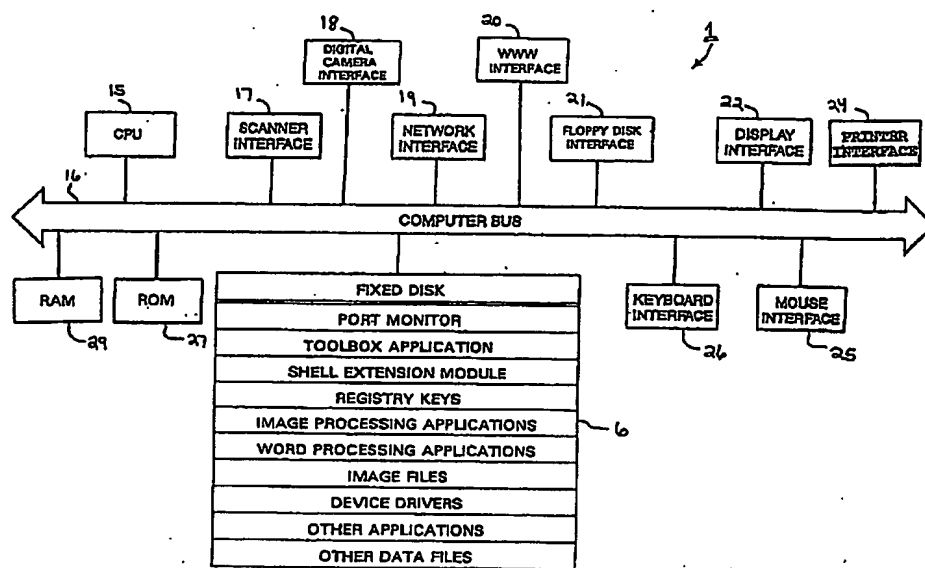 18
DIGITAL
CAMERA
INTERFACE
20
WWW
INTERFACE
1
15
CPU
17
SCANNER
INTERFACE
19
NETWORK
INTERFACE
21
FLOPPY DISK
INTERFACE
22
DISPLAY
INTERFACE
24
PRINTER
INTERFACE
16
COMPUTER BUS
RAM
29
ROM
27
FIXED DISK
PORT MONITOR
TOOLBOX APPLICATION
SHELL EXTENSION MODULE
REGISTRY KEYS
IMAGE PROCESSING APPLICATIONS
WORD PROCESSING APPLICATIONS
IMAGE FILES
DEVICE DRIVERS
OTHER APPLICATIONS
OTHER DATA FILES
6
KEYBOARD
INTERFACE
26
MOUSE
INTERFACE
25